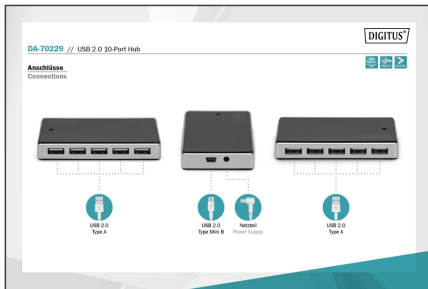 DIGITUS®
DA-70229 // USB 2.0 10-Port Hub
Anschlüsse
Connections
USB 2.0
Type A
USB 2.0
Type Mini B
Netzteil
Power Supply
USB 2.0
Type A